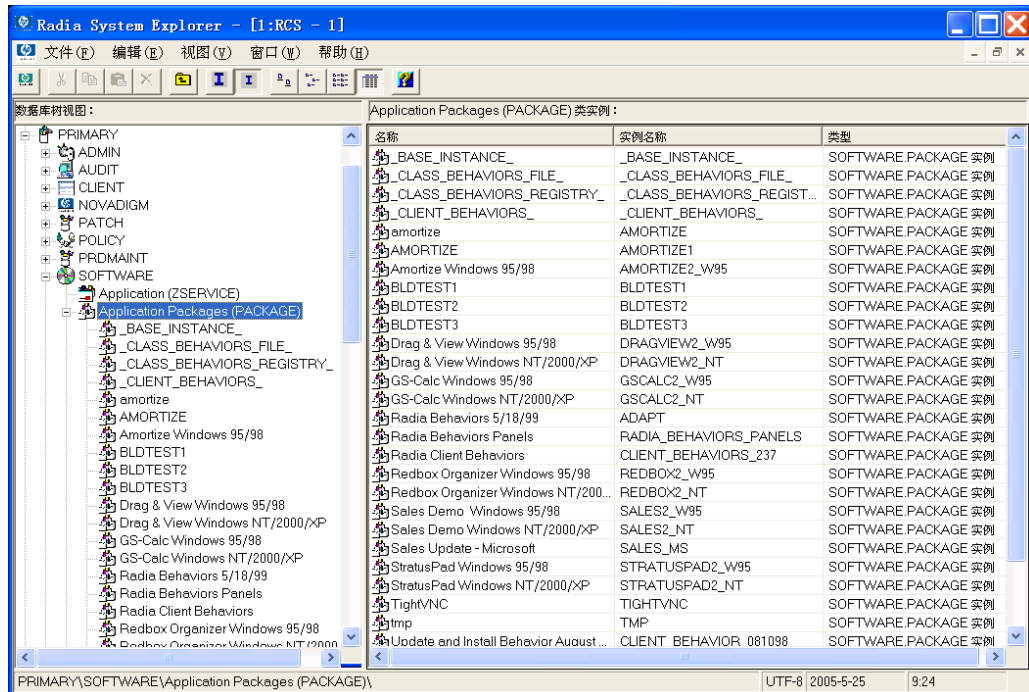 Radia System Explorer - [1:RCS - 1]
文件(F) 编辑(E) 视图(V) 窗口(W) 帮助(H)
数据库树视图：
PRIMARY
ADMIN
AUDIT
CLIENT
NOVADIGM
PATCH
POLICY
PRDMAINT
SOFTWARE
Application (ZSERVICE)
Application Packages (PACKAGE)
_BASE_INSTANCE_
_CLASS_BEHAVIORS_FILE_
_CLASS_BEHAVIORS_REGISTRY_
_CLIENT_BEHAVIORS_
amortize
AMORTIZE
Amortize Windows 95/98
BLDTEST1
BLDTEST2
BLDTEST3
Drag & View Windows 95/98
Drag & View Windows NT/2000/XP
GS-Calc Windows 95/98
GS-Calc Windows NT/2000/XP
Radia Behaviors 5/18/99
Radia Behaviors Panels
Radia Client Behaviors
Redbox Organizer Windows 95/98
Redbox Organizer Windows NT/2000
Application Packages (PACKAGE) 类实例：
名称 实例名称 类型
_BASE_INSTANCE_ _BASE_INSTANCE_ SOFTWARE.PACKAGE 实例
_CLASS_BEHAVIORS_FILE_ _CLASS_BEHAVIORS_FILE_ SOFTWARE.PACKAGE 实例
_CLASS_BEHAVIORS_REGISTRY_ _CLASS_BEHAVIORS_REGIST... SOFTWARE.PACKAGE 实例
_CLIENT_BEHAVIORS_ _CLIENT_BEHAVIORS_ SOFTWARE.PACKAGE 实例
amortize AMORTIZE SOFTWARE.PACKAGE 实例
AMORTIZE AMORTIZE1 SOFTWARE.PACKAGE 实例
Amortize Windows 95/98 AMORTIZE2_W95 SOFTWARE.PACKAGE 实例
BLDTEST1 BLDTEST1 SOFTWARE.PACKAGE 实例
BLDTEST2 BLDTEST2 SOFTWARE.PACKAGE 实例
BLDTEST3 BLDTEST3 SOFTWARE.PACKAGE 实例
Drag & View Windows 95/98 DRAGVIEW2_W95 SOFTWARE.PACKAGE 实例
Drag & View Windows NT/2000/XP DRAGVIEW2_NT SOFTWARE.PACKAGE 实例
GS-Calc Windows 95/98 GSCALC2_W95 SOFTWARE.PACKAGE 实例
GS-Calc Windows NT/2000/XP GSCALC2_NT SOFTWARE.PACKAGE 实例
Radia Behaviors 5/18/99 ADAPT SOFTWARE.PACKAGE 实例
Radia Behaviors Panels RADIA_BEHAVIORS_PANELS SOFTWARE.PACKAGE 实例
Radia Client Behaviors CLIENT_BEHAVIORS_237 SOFTWARE.PACKAGE 实例
Redbox Organizer Windows 95/98 REDBOX2_W95 SOFTWARE.PACKAGE 实例
Redbox Organizer Windows NT/200... REDBOX2_NT SOFTWARE.PACKAGE 实例
Sales Demo Windows 95/98 SALES2_W95 SOFTWARE.PACKAGE 实例
Sales Demo Windows NT/2000/XP SALES2_NT SOFTWARE.PACKAGE 实例
Sales Update - Microsoft SALES_MS SOFTWARE.PACKAGE 实例
StratusPad Windows 95/98 STRATUSPAD2_W95 SOFTWARE.PACKAGE 实例
StratusPad Windows NT/2000/XP STRATUSPAD2_NT SOFTWARE.PACKAGE 实例
TightVNC TIGHTVNC SOFTWARE.PACKAGE 实例
tmp TMP SOFTWARE.PACKAGE 实例
Update and Install Behavior August ... CLIENT_BEHAVIOR_081098 SOFTWARE.PACKAGE 实例
PRIMARY\SOFTWARE\Application Packages (PACKAGE)\ UTF-8 2005-5-25 9:24